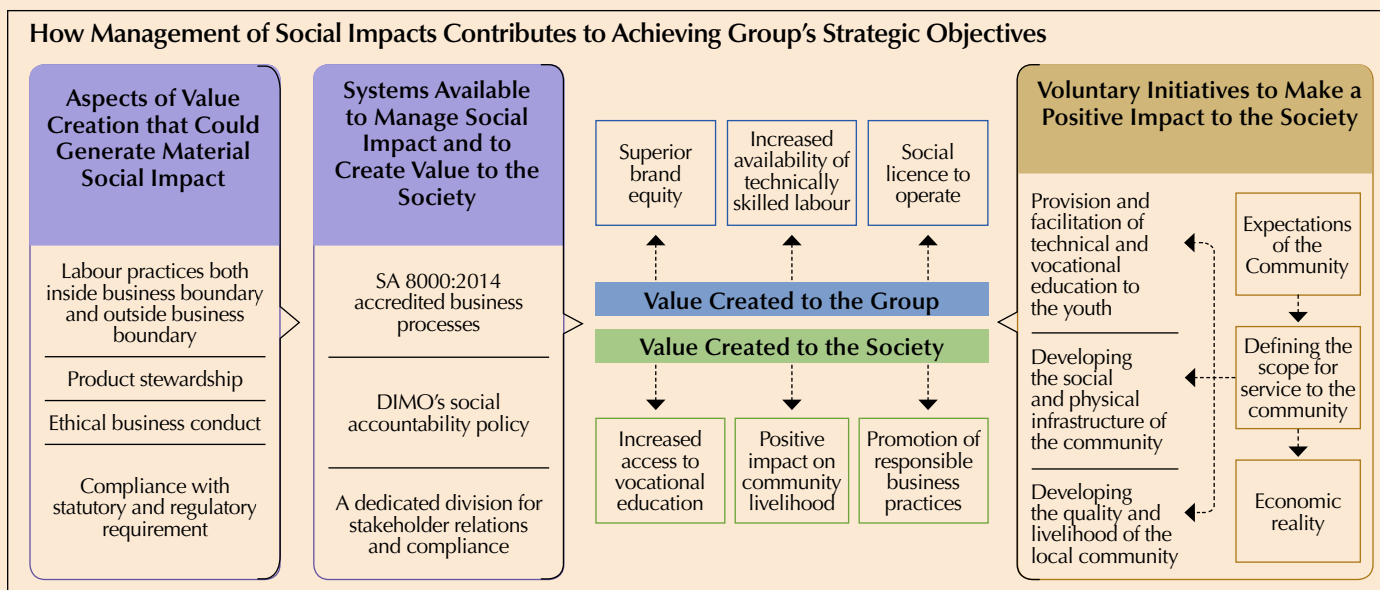 How Management of Social Impacts Contributes to Achieving Group's Strategic Objectives
Aspects of Value
Creation that Could
Generate Material
Social Impact
Labour practices both
inside business boundary
and outside business
boundary
Product stewardship
Ethical business conduct
Compliance with
statutory and regulatory
requirement
Systems Available
to Manage Social
Impact and to
Create Value to the
Society
SA 8000:2014
accredited business
processes
DIMO's social
accountability policy
A dedicated division for
stakeholder relations
and compliance
Superior
brand
equity
Increased
availability of
technically
skilled labour
Social
licence to
operate
Value Created to the Group
Value Created to the Society
Increased
access to
vocational
education
Positive
impact on
community
livelihood
Promotion of
responsible
business
practices
Voluntary Initiatives to Make a
Positive Impact to the Society
Provision and
facilitation of
technical and
vocational
education to
the youth
Developing
the social
and physical
infrastructure of
the community
Developing
the quality and
livelihood of the
local community
Expectations
of the
Community
Defining the
scope for
service to the
community
Economic
reality